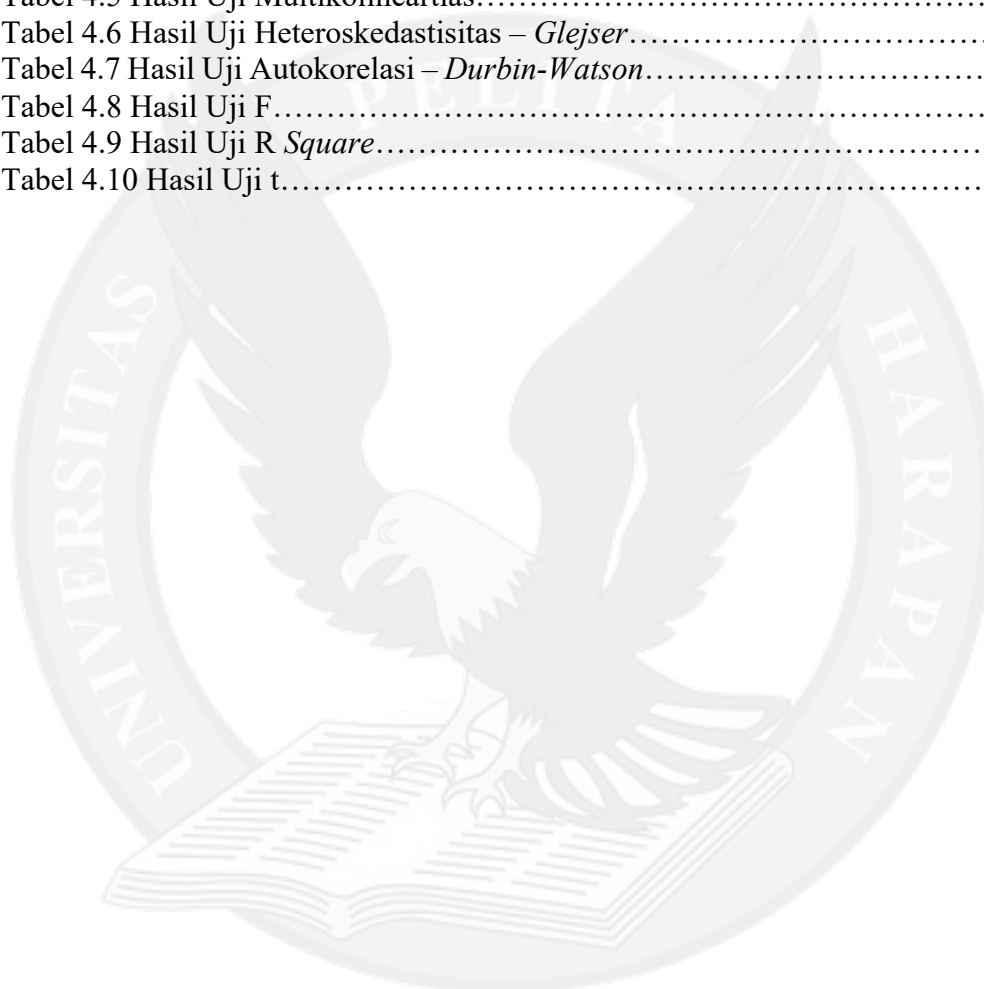 Tabel 4.5 Hasil Uji Multikolineartias……………………………………………
Tabel 4.6 Hasil Uji Heteroskedastisitas – Glejser……………………………
Tabel 4.7 Hasil Uji Autokorelasi – Durbin-Watson……………………………
Tabel 4.8 Hasil Uji F……………………………………………………………
Tabel 4.9 Hasil Uji R Square…………………………………………………
Tabel 4.10 Hasil Uji t……………………………………………………………
UNIVERSITAS PELITA HARAPAN